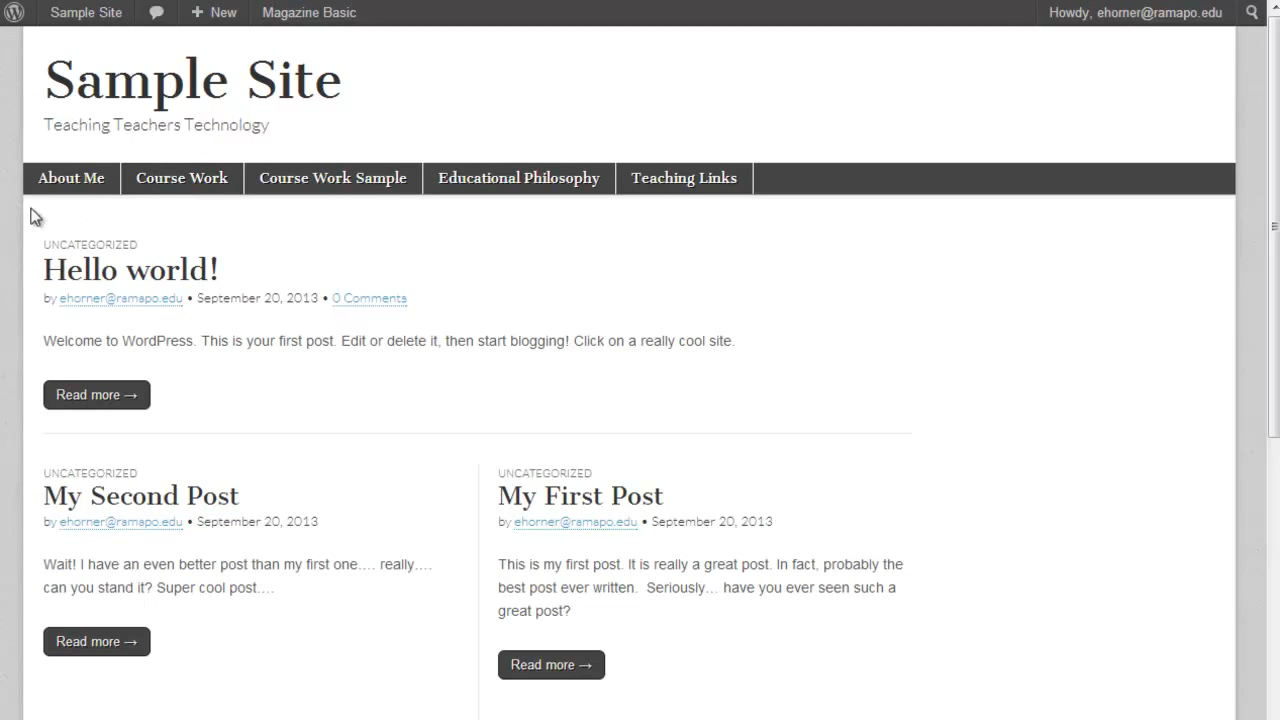 Sample Site New Magazine Basic Howdy, ehorner@ramapo.edu
Sample Site
Teaching Teachers Technology
About Me Course Work Course Work Sample Educational Philosophy Teaching Links
UNCATEGORIZED
Hello world!
by ehorner@ramapo.edu • September 20, 2013 • 0 Comments
Welcome to WordPress. This is your first post. Edit or delete it, then start blogging! Click on a really cool site.
Read more →
UNCATEGORIZED
My Second Post
by ehorner@ramapo.edu • September 20, 2013
Wait! I have an even better post than my first one…. really….
can you stand it? Super cool post….
Read more →
UNCATEGORIZED
My First Post
by ehorner@ramapo.edu • September 20, 2013
This is my first post. It is really a great post. In fact, probably the
best post ever written.  Seriously… have you ever seen such a
great post?
Read more →